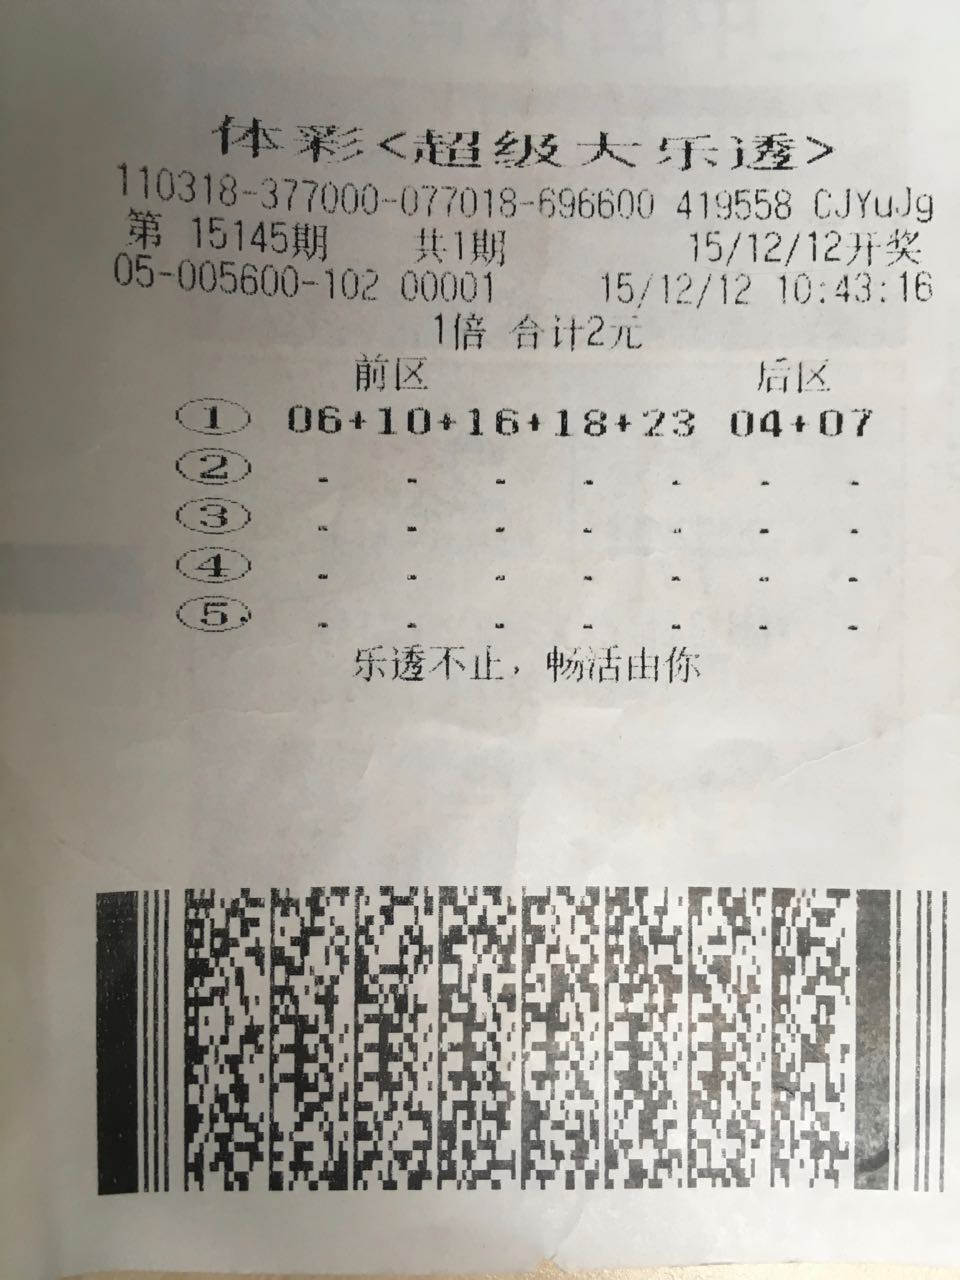 体彩<超级大乐透>
110318-377000-077018-696600 419558 CJYuJg
第 15145期 共1期 15/12/12开奖
05-005600-102 00001 15/12/12 10:43:16
1倍 合计2元
前区 后区
① 06+10+16+18+23 04+07
② - - - - - - -
③ - - - - - - -
④ - - - - - - -
⑤ - - - - - - -
乐透不止，畅活由你